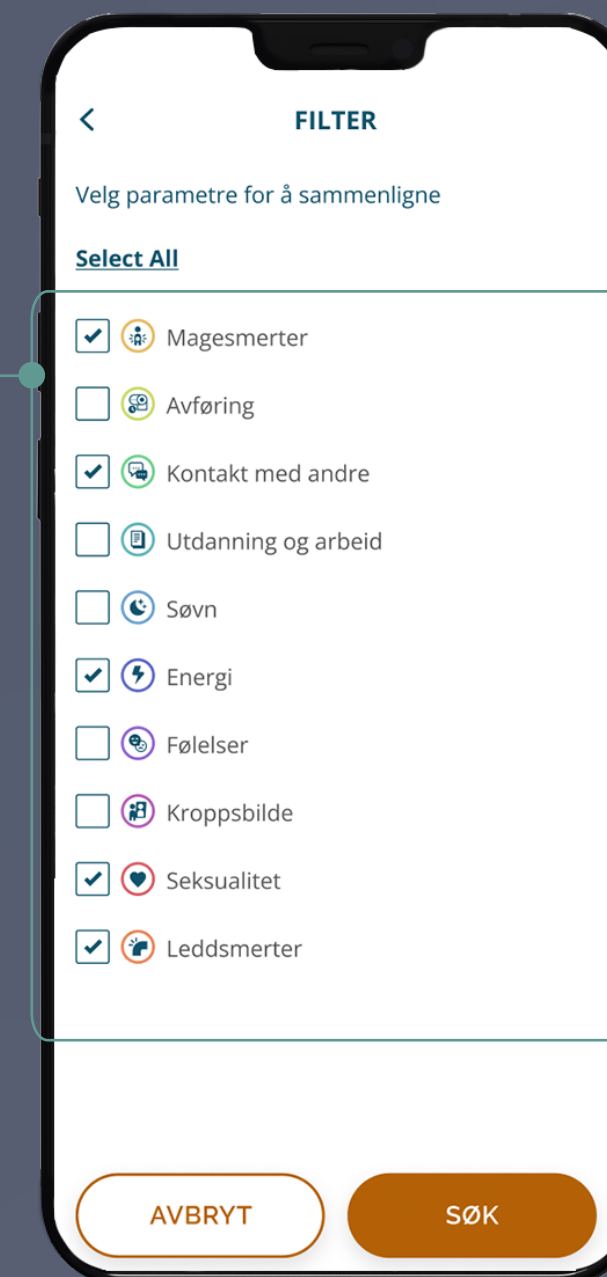 FILTER
Velg parametre for å sammenligne
Select All
Magesmerter
Avføring
Kontakt med andre
Utdanning og arbeid
Søvn
Energi
Følelser
Kroppsbilde
Seksualitet
Leddsmerter
AVBRYT SØK